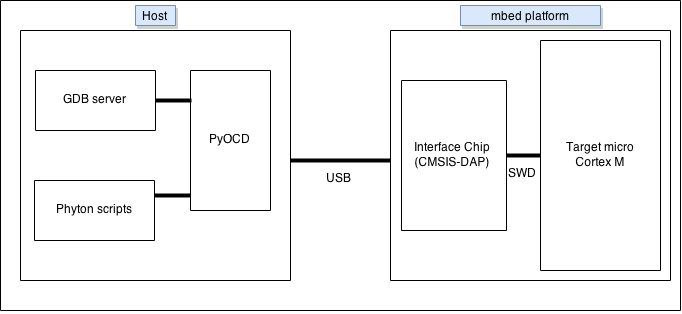 Host
mbed platform
GDB server
PyOCD
Phyton scripts
USB
Interface Chip
(CMSIS-DAP)
SWD
Target micro
Cortex M